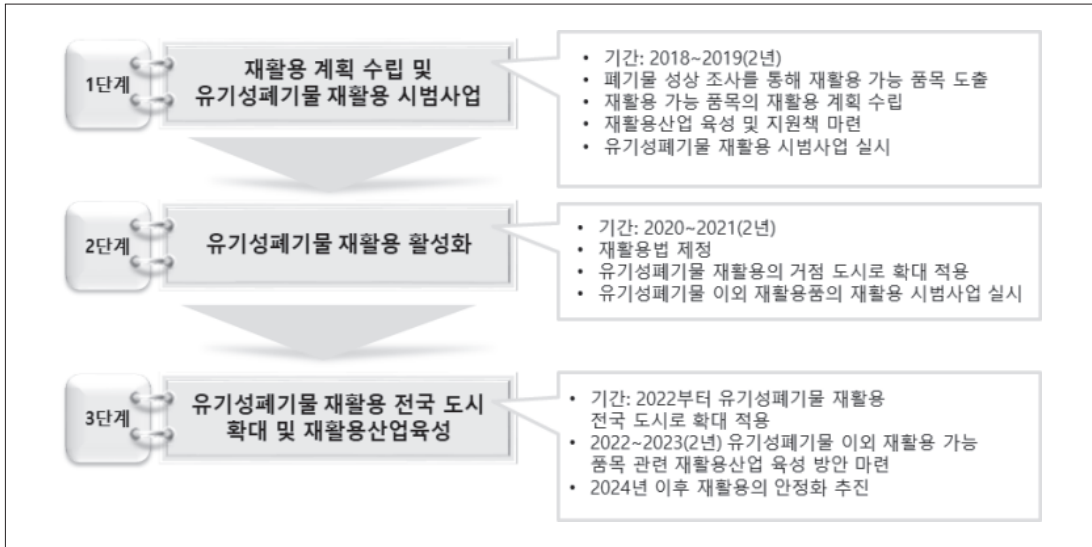 1단계
재활용 계획 수립 및
유기성폐기물 재활용 시범사업
• 기간: 2018~2019(2년)
• 폐기물 성상 조사를 통해 재활용 가능 품목 도출
• 재활용 가능 품목의 재활용 계획 수립
• 재활용산업 육성 및 지원책 마련
• 유기성폐기물 재활용 시범사업 실시
2단계
유기성폐기물 재활용 활성화
• 기간: 2020~2021(2년)
• 재활용법 제정
• 유기성폐기물 재활용의 거점 도시로 확대 적용
• 유기성폐기물 이외 재활용품의 재활용 시범사업 실시
3단계
유기성폐기물 재활용 전국 도시
확대 및 재활용산업육성
• 기간: 2022부터 유기성폐기물 재활용
전국 도시로 확대 적용
• 2022~2023(2년) 유기성폐기물 이외 재활용 가능
품목 관련 재활용산업 육성 방안 마련
• 2024년 이후 재활용의 안정화 추진